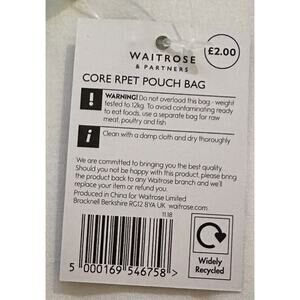 WAITROSE
& PARTNERS
£2.00
CORE RPET POUCH BAG
! WARNING! Do not overload this bag - weight
tested to 12kg. To avoid contaminating ready
to eat foods, use a separate bag for raw
meat, poultry and fish
i Clean with a damp cloth and dry thoroughly
We are committed to bringing you the best quality.
Should you not be happy with this product, please bring
the product back to any Waitrose branch and we'll
replace your item or refund you.
Produced in China for Waitrose Limited
Bracknell Berkshire RG12 8YA UK waitrose.com
11.18
5 000169 546758 >
Widely
Recycled